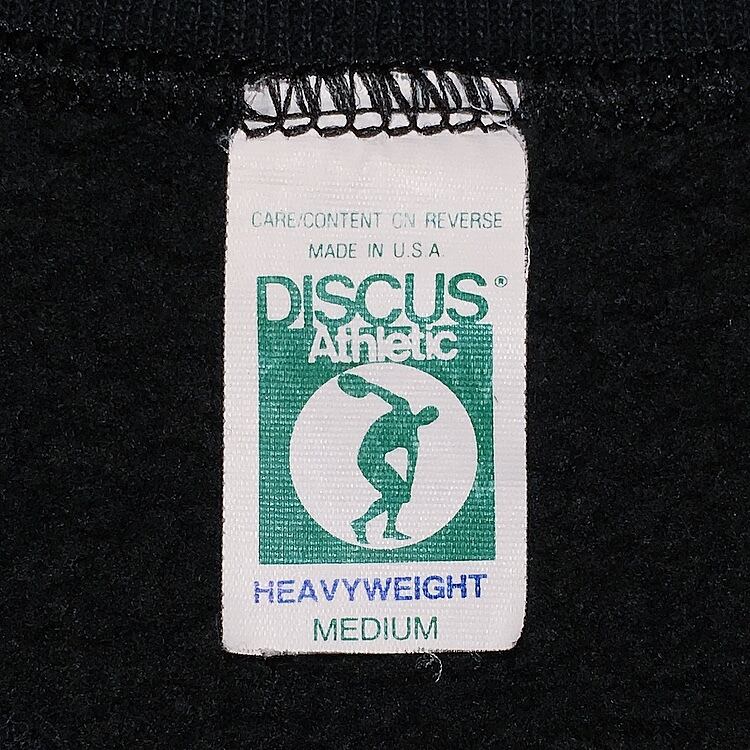 CARE/CONTENT ON REVERSE
MADE IN U.S.A.
DISCUS®
Athletic
HEAVYWEIGHT
MEDIUM